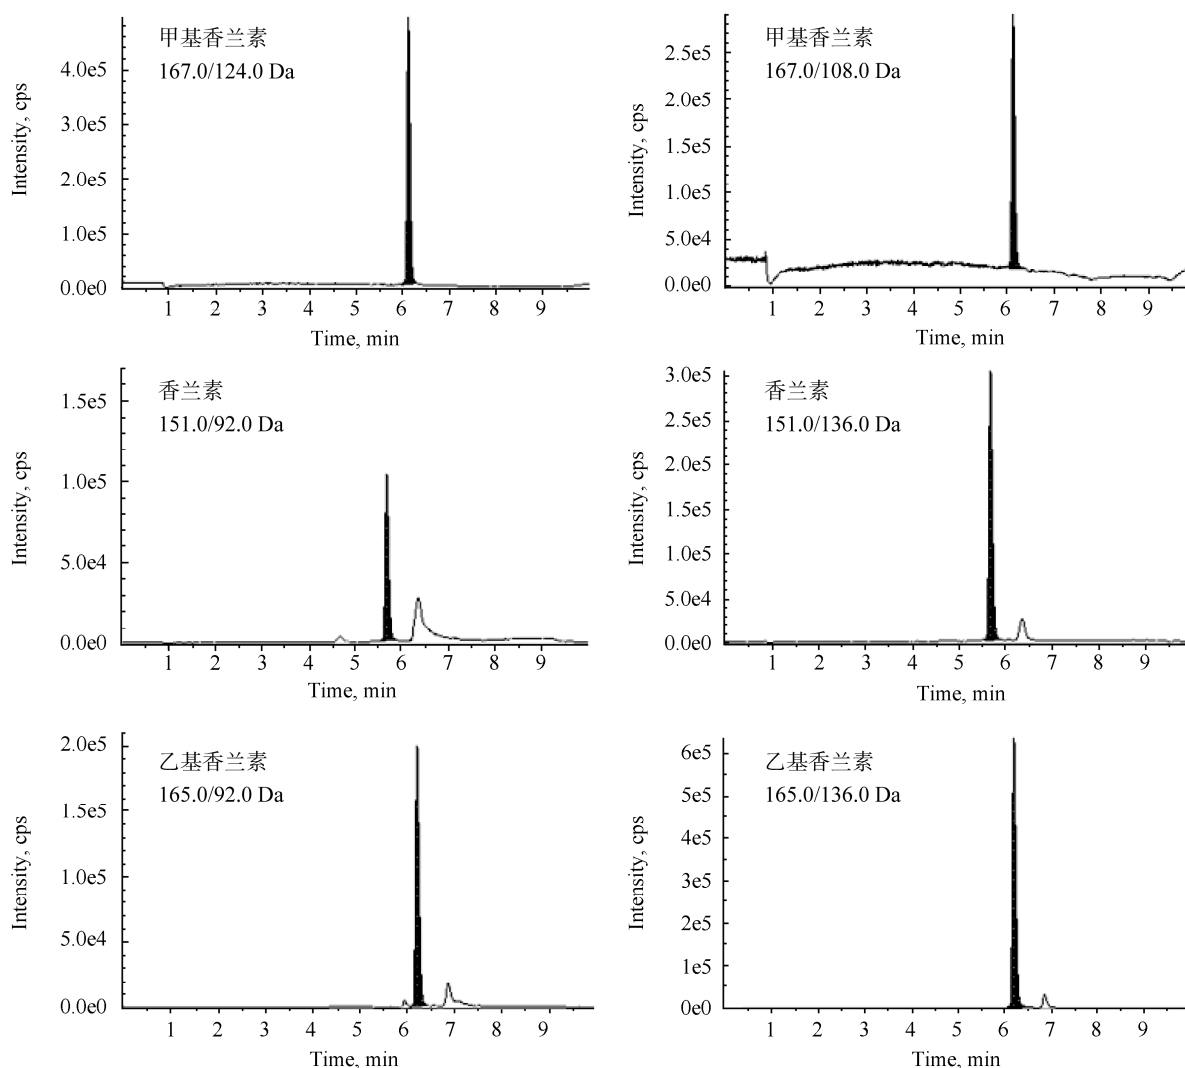 甲基香兰素
167.0/124.0 Da
4.0e5
3.0e5
2.0e5
1.0e5
0.0e0
Intensity, cps
1 2 3 4 5 6 7 8 9
Time, min
甲基香兰素
167.0/108.0 Da
2.5e5
2.0e5
1.5e5
1.0e5
5.0e4
0.0e0
Intensity, cps
1 2 3 4 5 6 7 8 9
Time, min
香兰素
151.0/92.0 Da
1.5e5
1.0e5
5.0e4
0.0e0
Intensity, cps
1 2 3 4 5 6 7 8 9
Time, min
香兰素
151.0/136.0 Da
3.0e5
2.5e5
2.0e5
1.5e5
1.0e5
5.0e4
0.0e0
Intensity, cps
1 2 3 4 5 6 7 8 9
Time, min
乙基香兰素
165.0/92.0 Da
2.0e5
1.5e5
1.0e5
5.0e4
0.0e0
Intensity, cps
1 2 3 4 5 6 7 8 9
Time, min
乙基香兰素
165.0/136.0 Da
6e5
5e5
4e5
3e5
2e5
1e5
0e0
Intensity, cps
1 2 3 4 5 6 7 8 9
Time, min